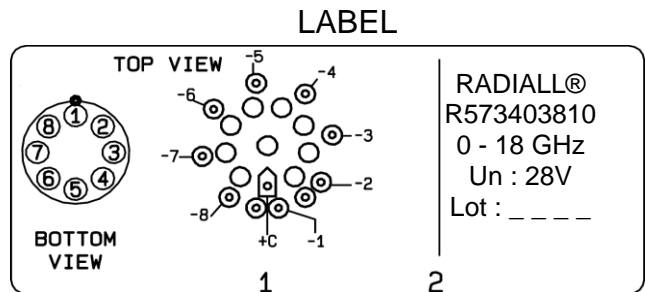 LABEL
TOP VIEW
-5
-4
-6
-3
-7
-2
-8
+C
-1
1
2
3
4
5
6
7
8
BOTTOM
VIEW
RADIALL®
R573403810
0 - 18 GHz
Un : 28V
Lot : _ _ _ _
1
2